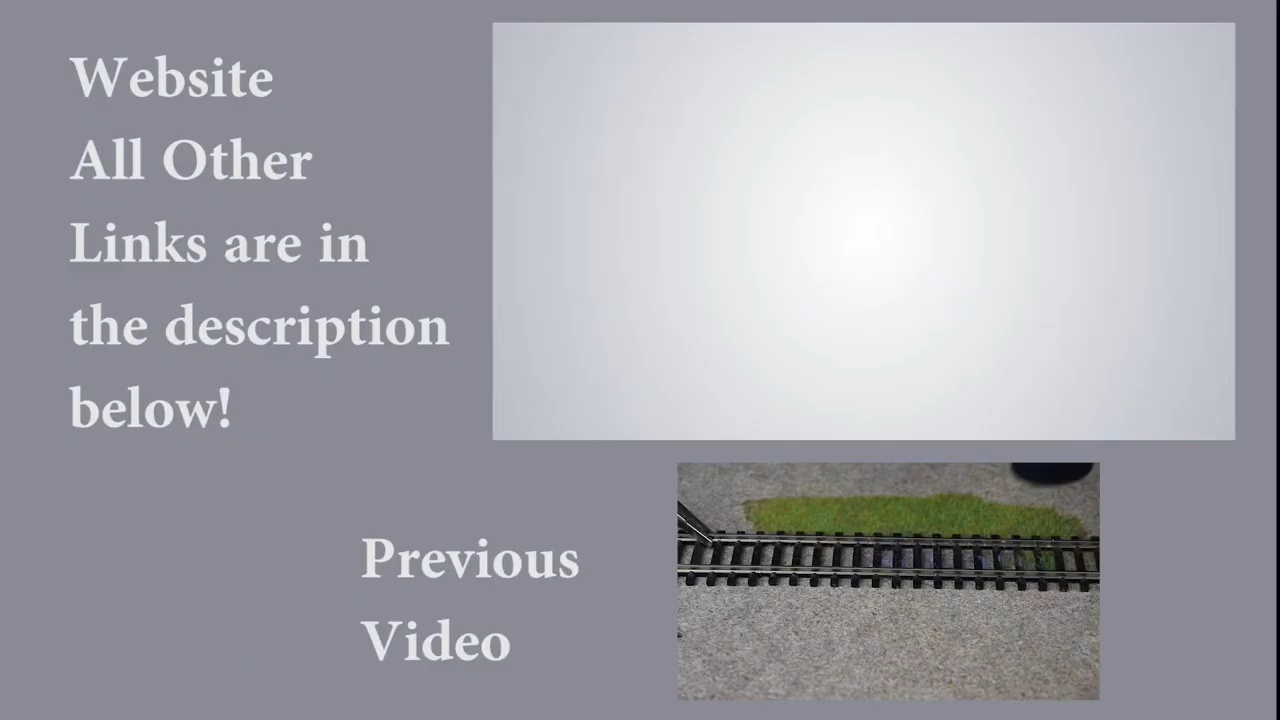 Website
All Other
Links are in
the description
below!
Previous
Video